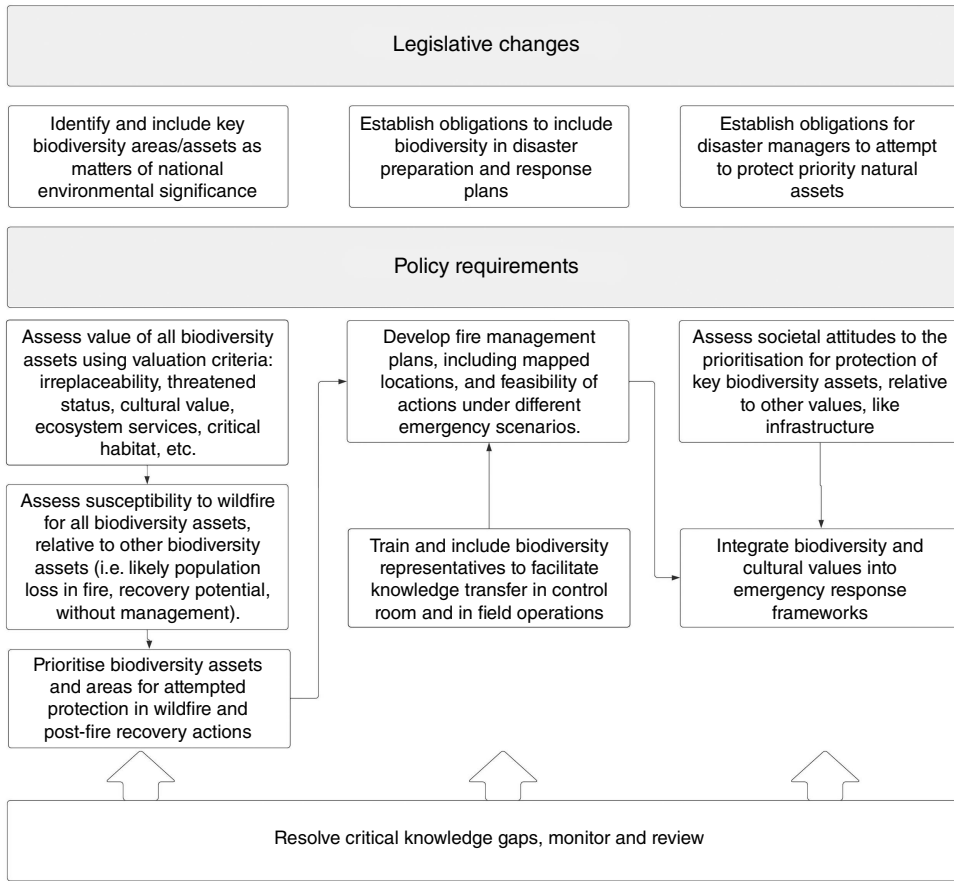 Legislative changes
Identify and include key
biodiversity areas/assets as
matters of national
environmental significance
Establish obligations to include
biodiversity in disaster
preparation and response
plans
Establish obligations for
disaster managers to attempt
to protect priority natural
assets
Policy requirements
Assess value of all biodiversity
assets using valuation criteria:
irreplaceability, threatened
status, cultural value,
ecosystem services, critical
habitat, etc.
Assess susceptibility to wildfire
for all biodiversity assets,
relative to other biodiversity
assets (i.e. likely population
loss in fire, recovery potential,
without management).
Prioritise biodiversity assets
and areas for attempted
protection in wildfire and
post-fire recovery actions
Develop fire management
plans, including mapped
locations, and feasibility of
actions under different
emergency scenarios.
Train and include biodiversity
representatives to facilitate
knowledge transfer in control
room and in field operations
Assess societal attitudes to the
prioritisation for protection of
key biodiversity assets, relative
to other values, like
infrastructure
Integrate biodiversity and
cultural values into
emergency response
frameworks
Resolve critical knowledge gaps, monitor and review